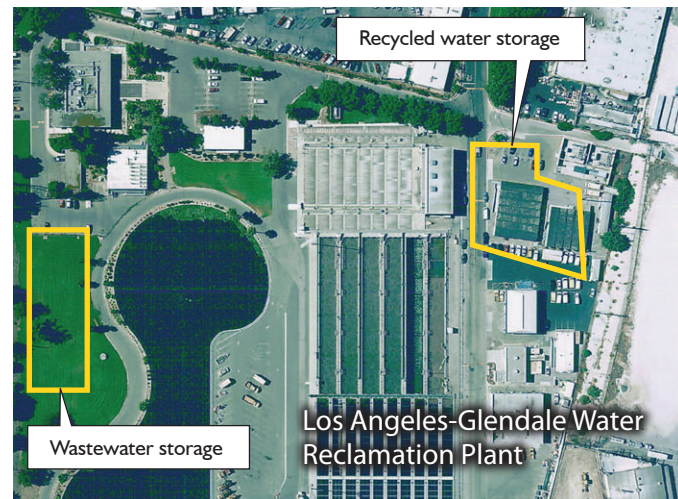 Recycled water storage
Wastewater storage
Los Angeles-Glendale Water
Reclamation Plant